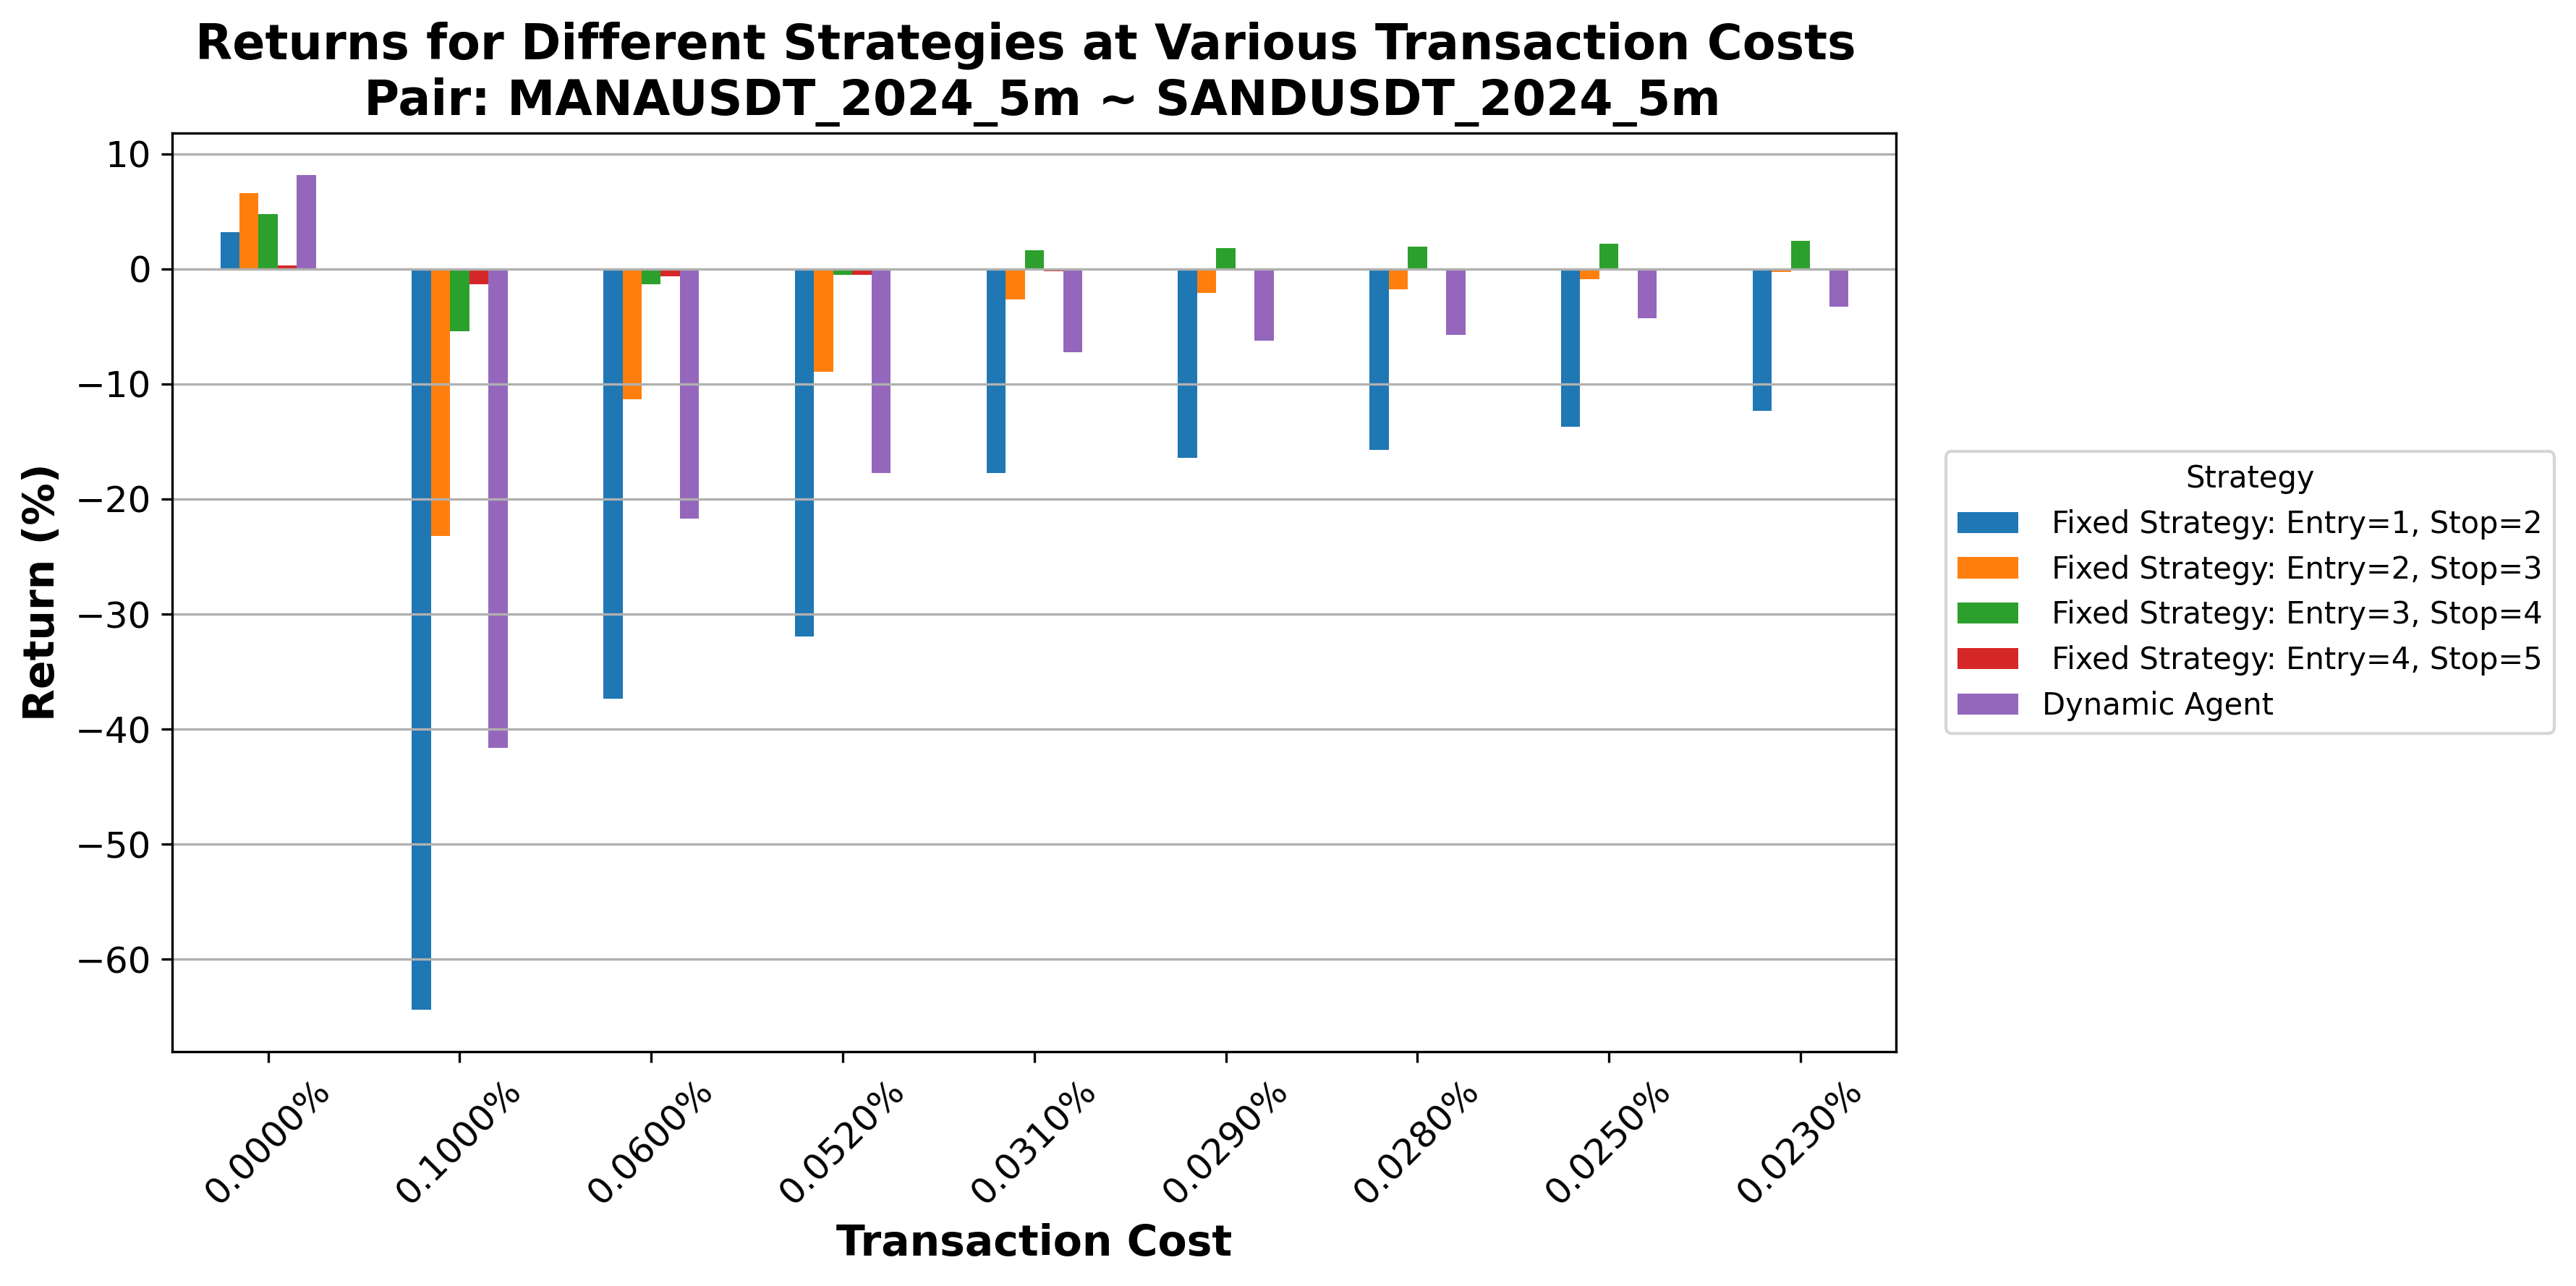 Returns for Different Strategies at Various Transaction Costs
Pair: MANAUSDT_2024_5m ~ SANDUSDT_2024_5m
Return (%)
10
0
−10
−20
−30
−40
−50
−60
0.0000%
0.1000%
0.0600%
0.0520%
0.0310%
0.0290%
0.0280%
0.0250%
0.0230%
Transaction Cost
Strategy
Fixed Strategy: Entry=1, Stop=2
Fixed Strategy: Entry=2, Stop=3
Fixed Strategy: Entry=3, Stop=4
Fixed Strategy: Entry=4, Stop=5
Dynamic Agent